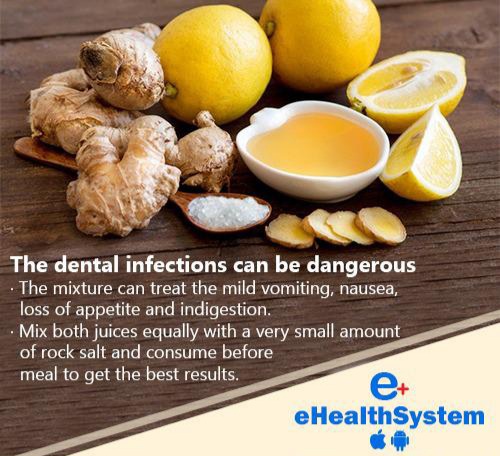 The dental infections can be dangerous
· The mixture can treat the mild vomiting, nausea,
loss of appetite and indigestion.
· Mix both juices equally with a very small amount
of rock salt and consume before
meal to get the best results.
e+
eHealthSystem